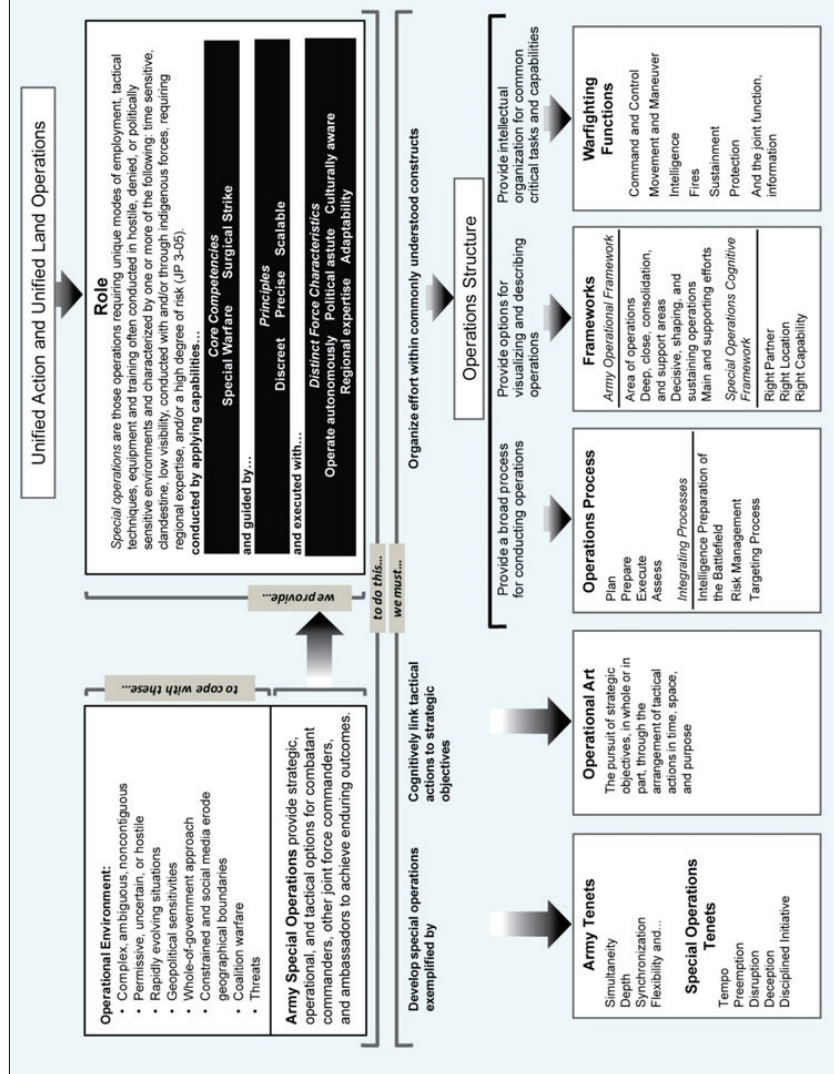 Unified Action and Unified Land Operations
Operational Environment:
• Complex, ambiguous, noncontiguous
• Permissive, uncertain, or hostile
• Rapidly evolving situations
• Geopolitical sensitivities
• Whole-of-government approach
• Constrained and social media erode
geographical boundaries
• Coalition warfare
• Threats
to cope with these...
Army Special Operations provide strategic,
operational, and tactical options for combatant
commanders, other joint force commanders,
and ambassadors to achieve enduring outcomes.
we provide...
Role
Special operations are those operations requiring unique modes of employment, tactical
techniques, equipment and training often conducted in hostile, denied, or politically
sensitive environments and characterized by one or more of the following: time sensitive,
clandestine, low visibility, conducted with and/or through indigenous forces, requiring
regional expertise, and/or a high degree of risk (JP 3-05).
conducted by applying capabilities...
Core Competencies
Special Warfare Surgical Strike
and guided by...
Principles
Discreet Precise Scalable
and executed with...
Distinct Force Characteristics
Operate autonomously Political astute Culturally aware
Regional expertise Adaptability
to do this...
we must...
Develop special operations
exemplified by
Cognitively link tactical
actions to strategic
objectives
Organize effort within commonly understood constructs
Operations Structure
Provide a broad process
for conducting operations
Provide options for
visualizing and describing
operations
Provide intellectual
organization for common
critical tasks and capabilities
Army Tenets
Simultaneity
Depth
Synchronization
Flexibility and...
Special Operations
Tenets
Tempo
Preemption
Disruption
Deception
Disciplined Initiative
Operational Art
The pursuit of strategic
objectives, in whole or in
part, through the
arrangement of tactical
actions in time, space,
and purpose
Operations Process
Plan
Prepare
Execute
Assess
Integrating Processes
Intelligence Preparation of
the Battlefield
Risk Management
Targeting Process
Frameworks
Army Operational Framework
Area of operations
Deep, close, consolidation,
and support areas
Decisive, shaping, and
sustaining operations
Main and supporting efforts
Special Operations Cognitive
Framework
Right Partner
Right Location
Right Capability
Warfighting
Functions
Command and Control
Movement and Maneuver
Intelligence
Fires
Sustainment
Protection
And the joint function,
information